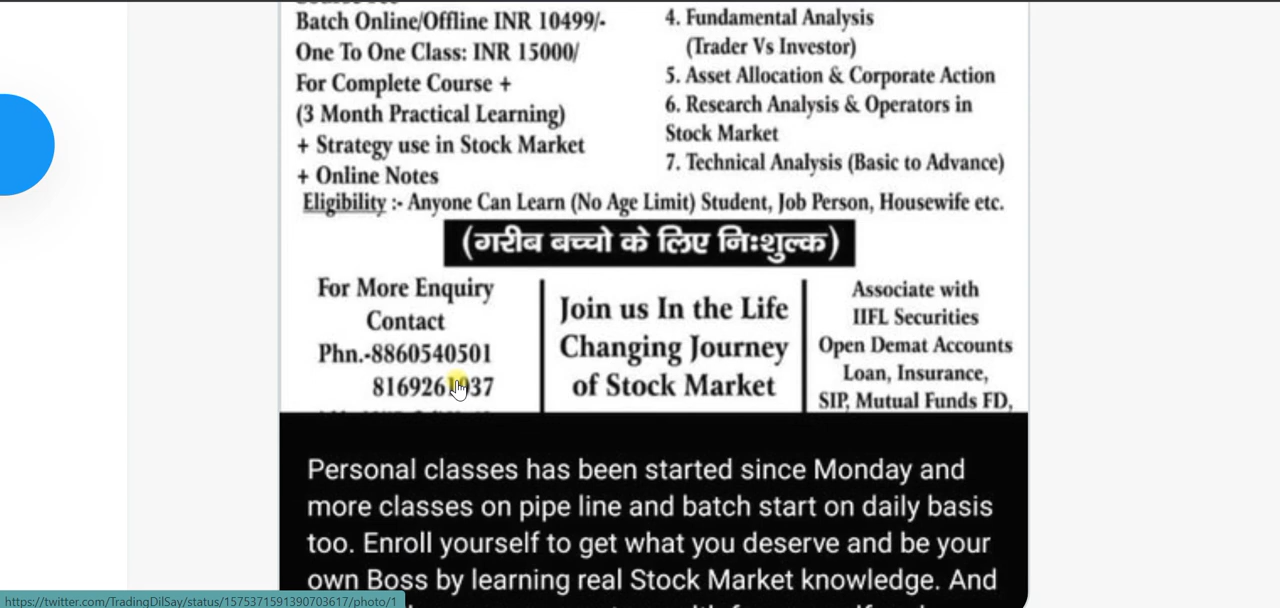 Batch Online/Offline INR 10499/-
One To One Class: INR 15000/
For Complete Course +
(3 Month Practical Learning)
+ Strategy use in Stock Market
+ Online Notes
4. Fundamental Analysis
(Trader Vs Investor)
5. Asset Allocation & Corporate Action
6. Research Analysis & Operators in
Stock Market
7. Technical Analysis (Basic to Advance)
Eligibility :- Anyone Can Learn (No Age Limit) Student, Job Person, Housewife etc.
(गरीब बच्चो के लिए निःशुल्क)
For More Enquiry
Contact
Phn.-8860540501
Join us In the Life
Changing Journey
of Stock Market
Associate with
IIFL Securities
Open Demat Accounts
Loan, Insurance,
SIP, Mutual Funds FD,
Personal classes has been started since Monday and
more classes on pipe line and batch start on daily basis
too. Enroll yourself to get what you deserve and be your
own Boss by learning real Stock Market knowledge. And
https://twitter.com/TradingDilSay/status/1575371591390703617/photo/1